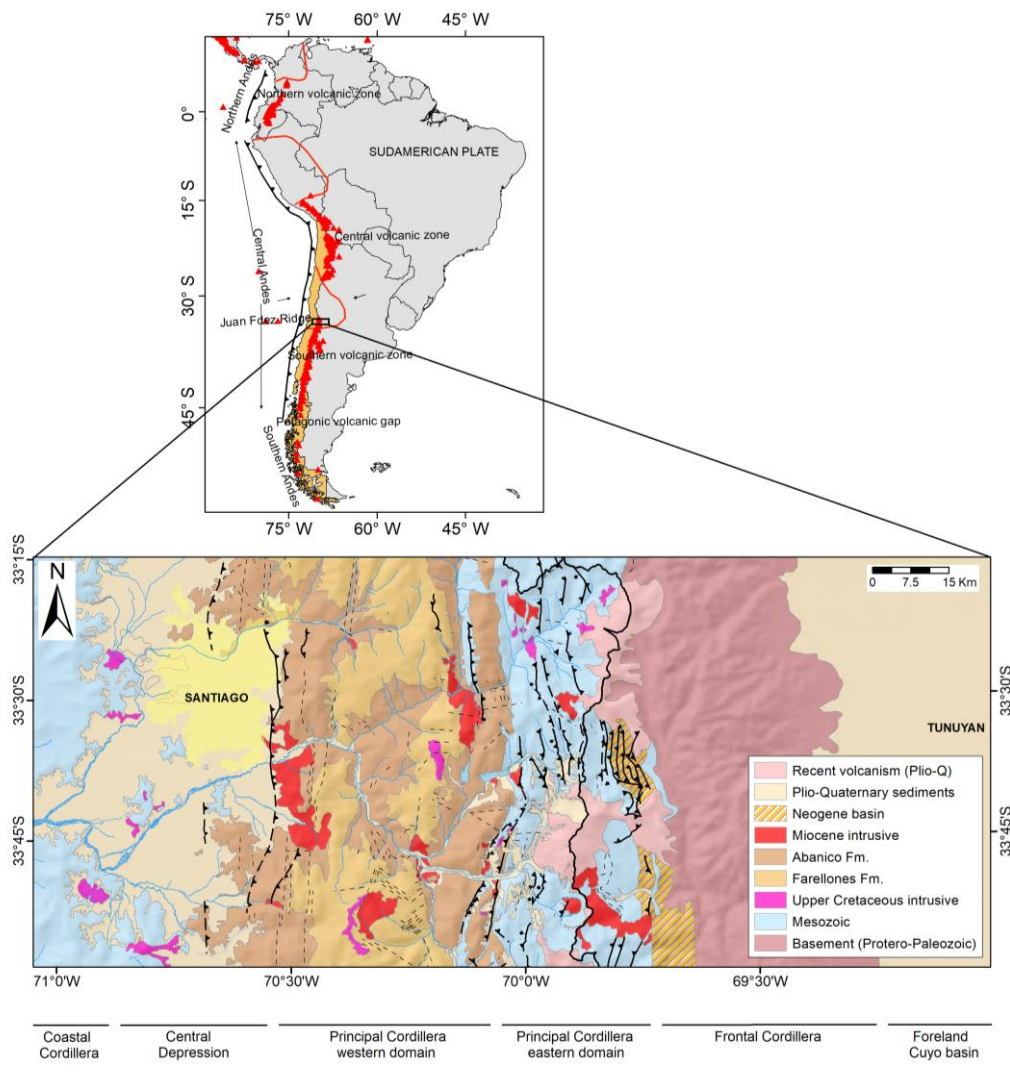 75° W 60° W 45° W
Northern Andes
Northern volcanic zone
0°
SUDAMERICAN PLATE
15° S
Central volcanic zone
Central Andes
30° S
Juan Fdez Ridge
Southern volcanic zone
45° S
Patagonic volcanic gap
Southern Andes
75° W 60° W 45° W
33°15'S
N
0 7.5 15 Km
33°30'S
SANTIAGO
33°30'S
TUNUYAN
Recent volcanism (Plio-Q)
Plio-Quaternary sediments
Neogene basin
Miocene intrusive
Abanico Fm.
Farellones Fm.
Upper Cretaceous intrusive
Mesozoic
Basement (Protero-Paleozoic)
33°45'S
33°45'S
71°0'W 70°30'W 70°0'W 69°30'W
Coastal
Cordillera
Central
Depression
Principal Cordillera
western domain
Principal Cordillera
eastern domain
Frontal Cordillera
Foreland
Cuyo basin